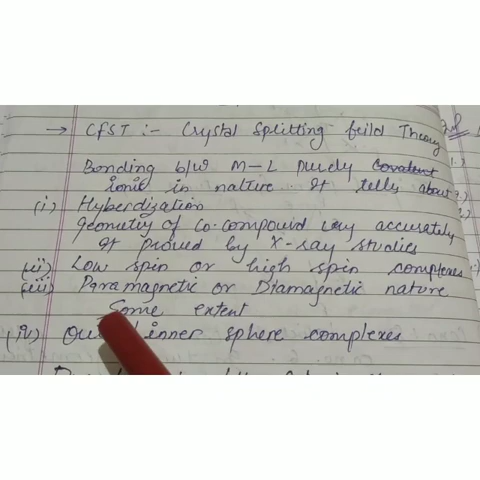 → CFST :- Crystal Splitting feild Theory
Bonding b/w M-L purely covalent
ionic in nature It tells about
(i) Hyberdization
geometry of Co-compound very accurately
It proved by X-ray studies
(ii) Low spin or high spin complexes
(iii) Paramagnetic or Diamagnetic nature
Some extent
(iv) inner sphere complexes